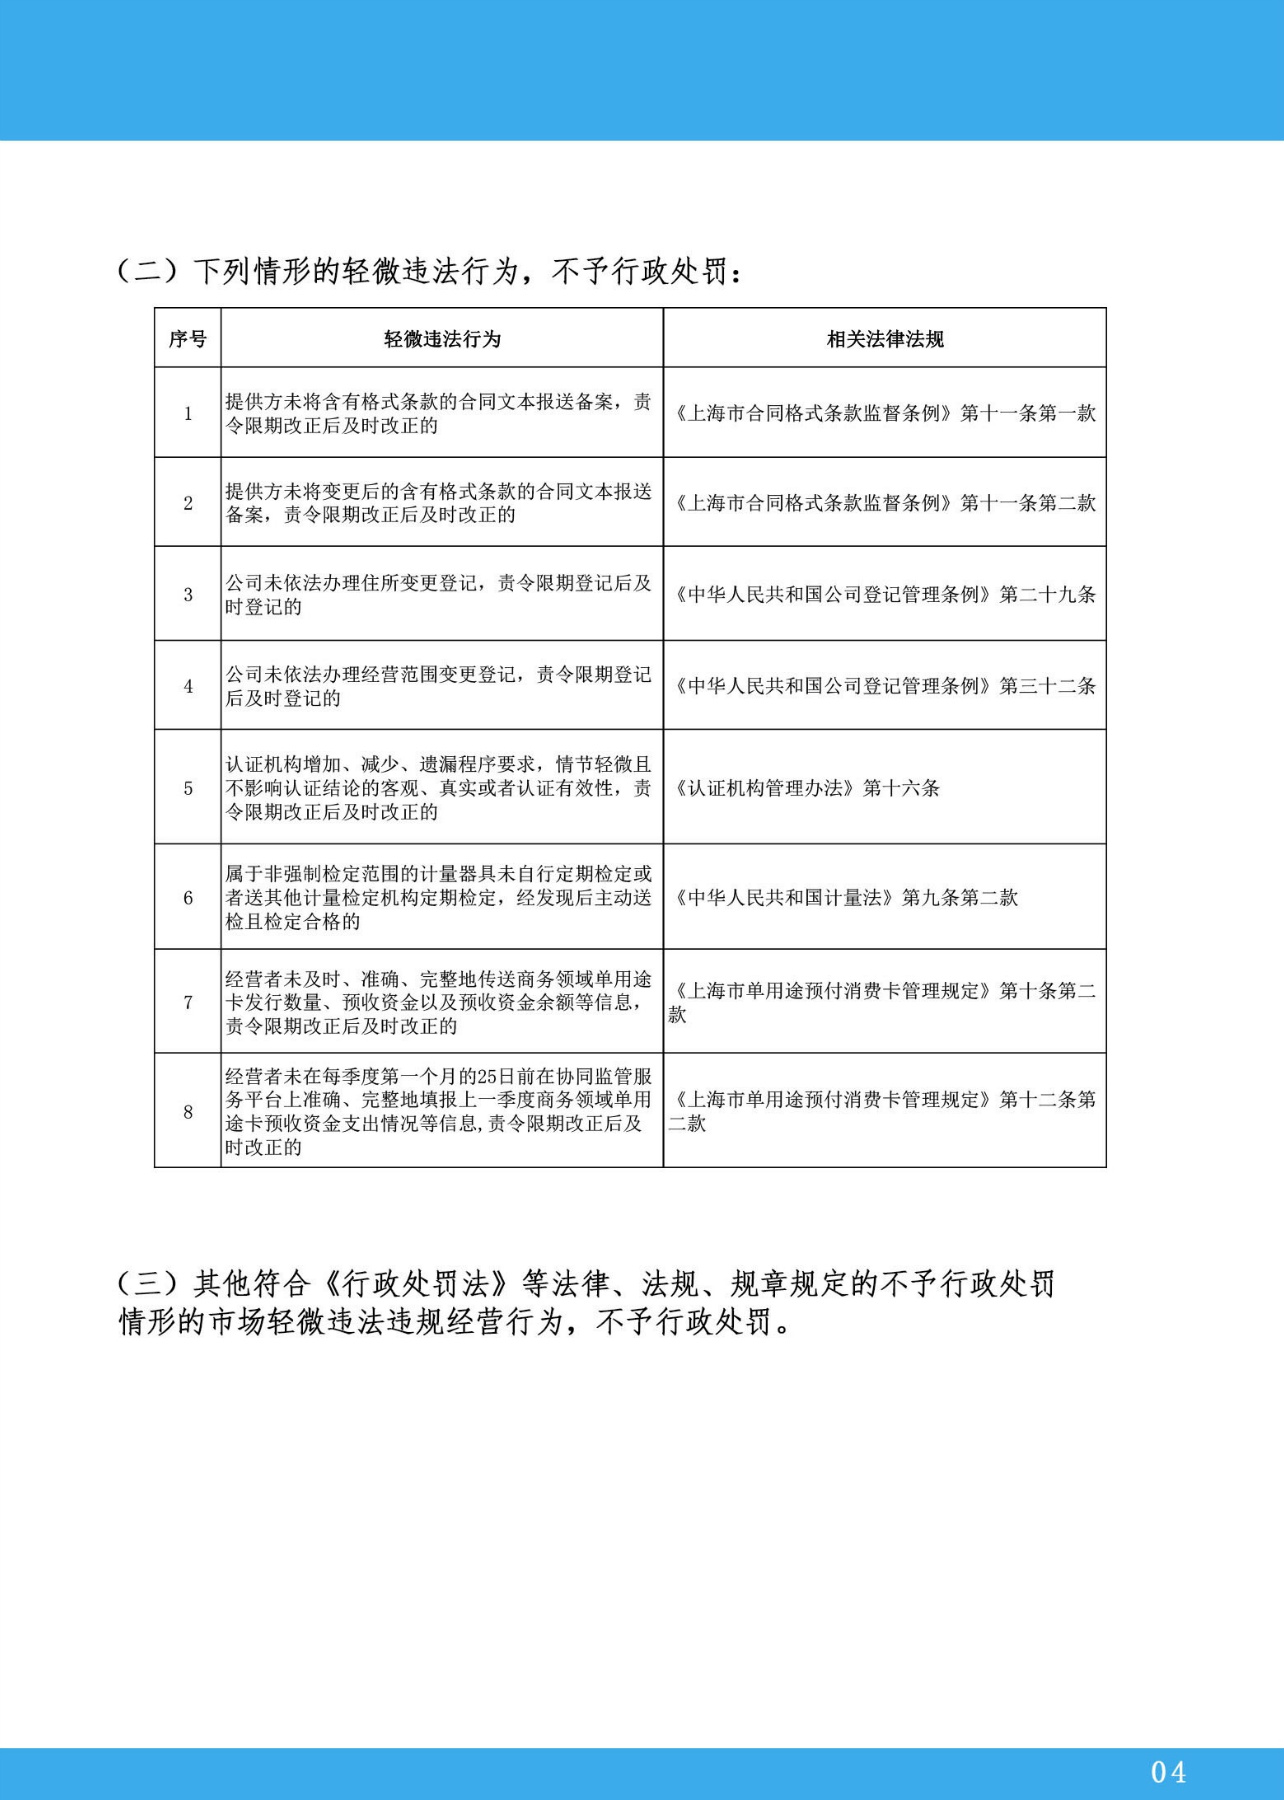 （二）下列情形的轻微违法行为，不予行政处罚：
序号 轻微违法行为 相关法律法规
1 提供方未将含有格式条款的合同文本报送备案，责
令限期改正后及时改正的
《上海市合同格式条款监督条例》第十一条第一款
2 提供方未将变更后的含有格式条款的合同文本报送
备案，责令限期改正后及时改正的
《上海市合同格式条款监督条例》第十一条第二款
3 公司未依法办理住所变更登记，责令限期登记后及
时登记的
《中华人民共和国公司登记管理条例》第二十九条
4 公司未依法办理经营范围变更登记，责令限期登记
后及时登记的
《中华人民共和国公司登记管理条例》第三十二条
5 认证机构增加、减少、遗漏程序要求，情节轻微且
不影响认证结论的客观、真实或者认证有效性，责
令限期改正后及时改正的
《认证机构管理办法》第十六条
6 属于非强制检定范围的计量器具未自行定期检定或
者送其他计量检定机构定期检定，经发现后主动送
检且检定合格的
《中华人民共和国计量法》第九条第二款
7 经营者未及时、准确、完整地传送商务领域单用途
卡发行数量、预收资金以及预收资金余额等信息，
责令限期改正后及时改正的
《上海市单用途预付消费卡管理规定》第十条第二
款
8 经营者未在每季度第一个月的25日前在协同监管服
务平台上准确、完整地填报上一季度商务领域单用
途卡预收资金支出情况等信息,责令限期改正后及
时改正的
《上海市单用途预付消费卡管理规定》第十二条第
二款
（三）其他符合《行政处罚法》等法律、法规、规章规定的不予行政处罚
情形的市场轻微违法违规经营行为，不予行政处罚。
04